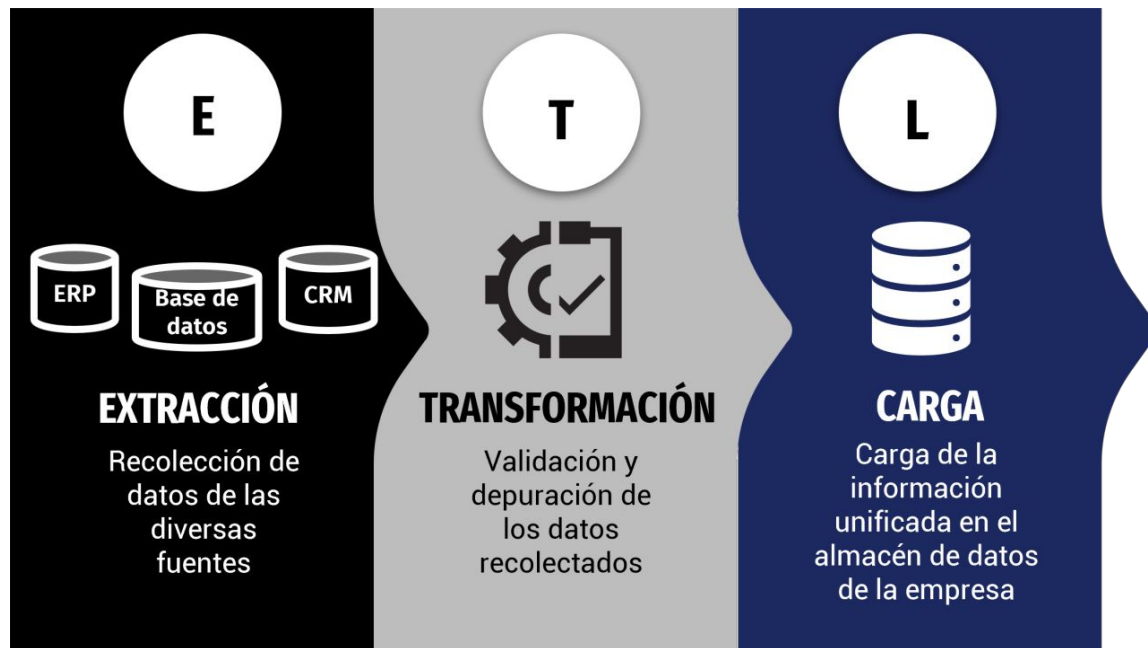 E
ERP
Base de
datos
CRM
EXTRACCIÓN
Recolección de
datos de las
diversas
fuentes
T
TRANSFORMACIÓN
Validación y
depuración de
los datos
recolectados
L
CARGA
Carga de la
información
unificada en el
almacén de datos
de la empresa